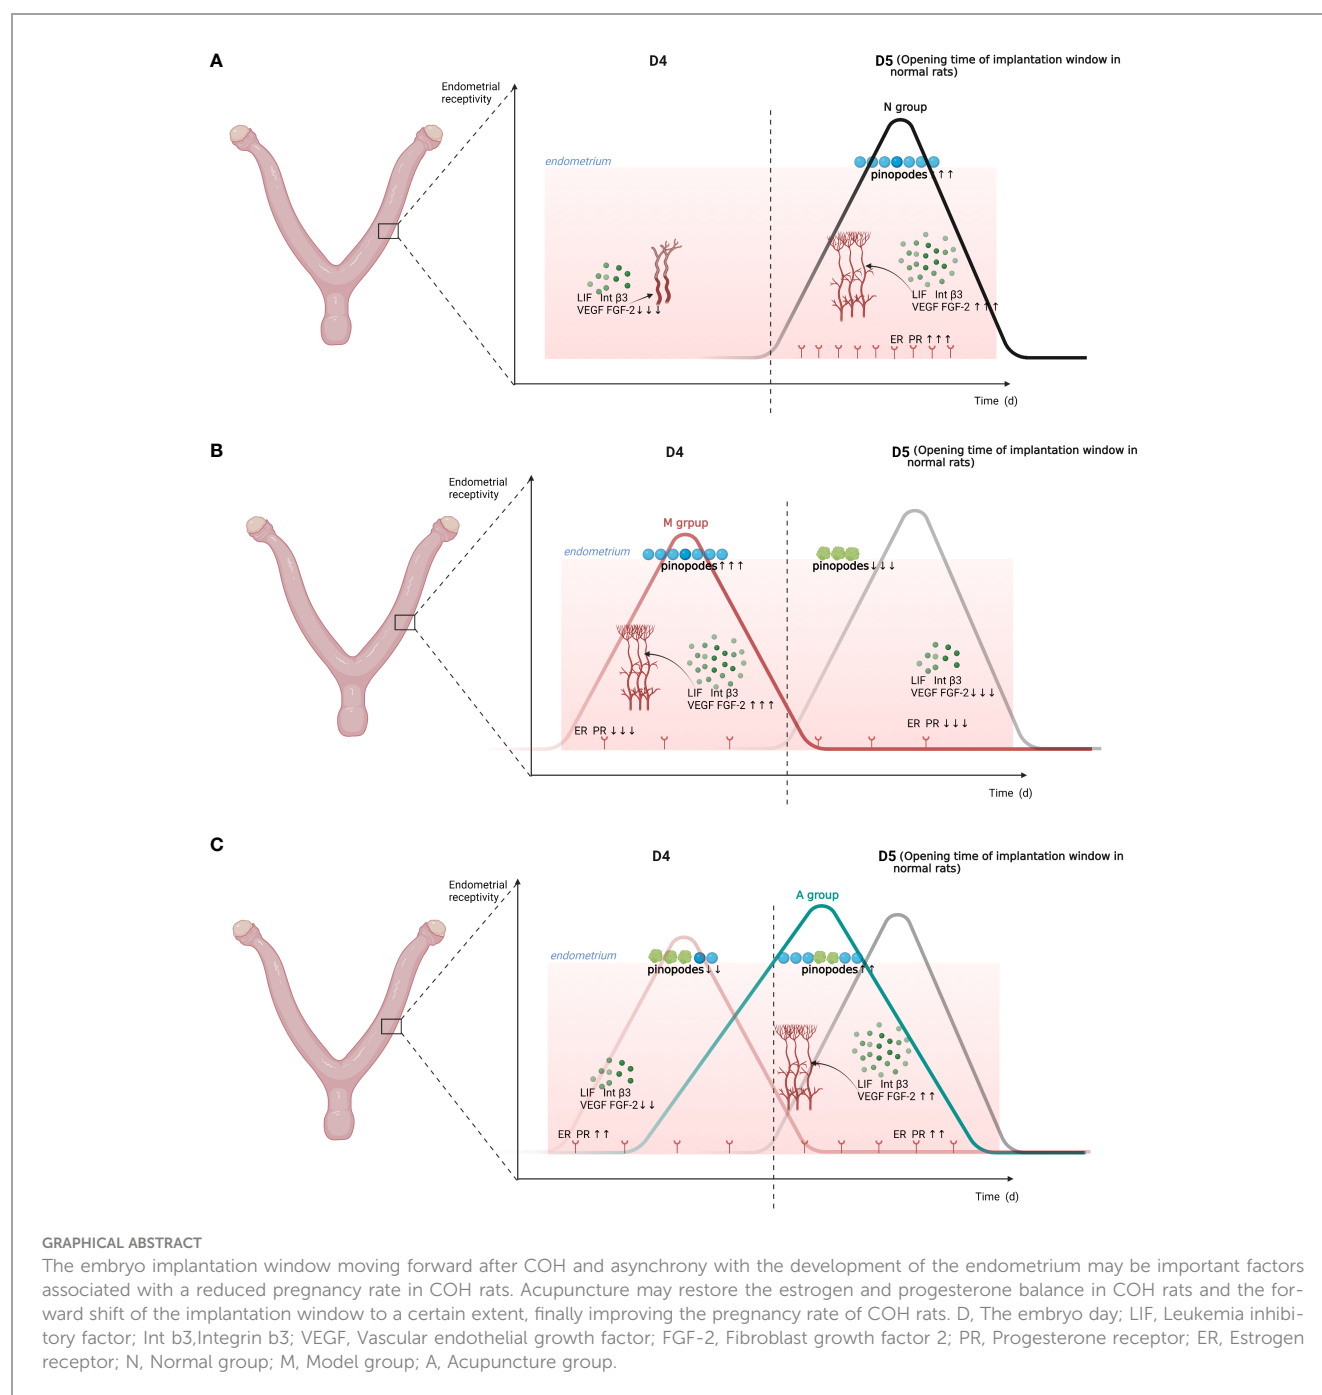 A
D4
D5 (Opening time of implantation window in
normal rats)
Endometrial
receptivity
N group
endometrium
pinopodes↑↑↑
LIF Int β3
VEGF FGF-2↓↓↓
LIF Int β3
VEGF FGF-2 ↑↑↑
ER PR ↑↑↑
Time (d)
B
D4
D5 (Opening time of implantation window in
normal rats)
Endometrial
receptivity
M grpup
endometrium
pinopodes↑↑↑
pinopodes↓↓↓
LIF Int β3
VEGF FGF-2 ↑↑↑
LIF Int β3
VEGF FGF-2↓↓↓
ER PR ↓↓↓
ER PR ↓↓↓
Time (d)
C
D4
D5 (Opening time of implantation window in
normal rats)
Endometrial
receptivity
A group
endometrium
pinopodes↓↓
pinopodes↑↑
LIF Int β3
VEGF FGF-2↓↓
LIF Int β3
VEGF FGF-2 ↑↑
ER PR ↑↑
ER PR ↑↑
Time (d)
GRAPHICAL ABSTRACT
The embryo implantation window moving forward after COH and asynchrony with the development of the endometrium may be important factors
associated with a reduced pregnancy rate in COH rats. Acupuncture may restore the estrogen and progesterone balance in COH rats and the for-
ward shift of the implantation window to a certain extent, finally improving the pregnancy rate of COH rats. D, The embryo day; LIF, Leukemia inhibi-
tory factor; Int b3,Integrin b3; VEGF, Vascular endothelial growth factor; FGF-2, Fibroblast growth factor 2; PR, Progesterone receptor; ER, Estrogen
receptor; N, Normal group; M, Model group; A, Acupuncture group.